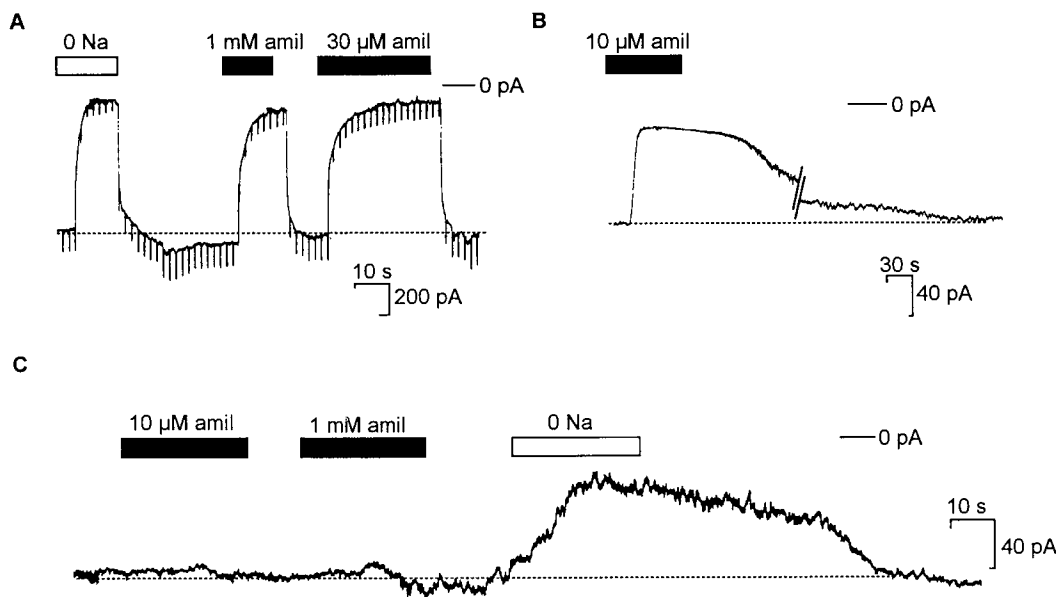 A
0 Na
1 mM amil
30 µM amil
0 pA
10 s
200 pA
B
10 µM amil
0 pA
30 s
40 pA
C
10 µM amil
1 mM amil
0 Na
0 pA
10 s
40 pA